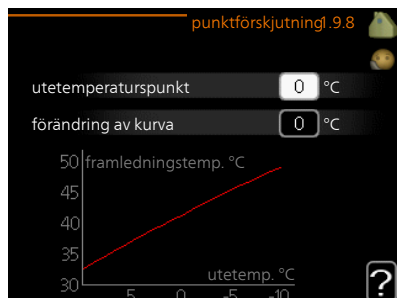 punktförskjutning1.9.8
utetemperaturspunkt 0 °C
förändring av kurva 0 °C
50 framledningstemp. °C
45
40
35
30
utetemp. °C
5 0 -5 -10
?